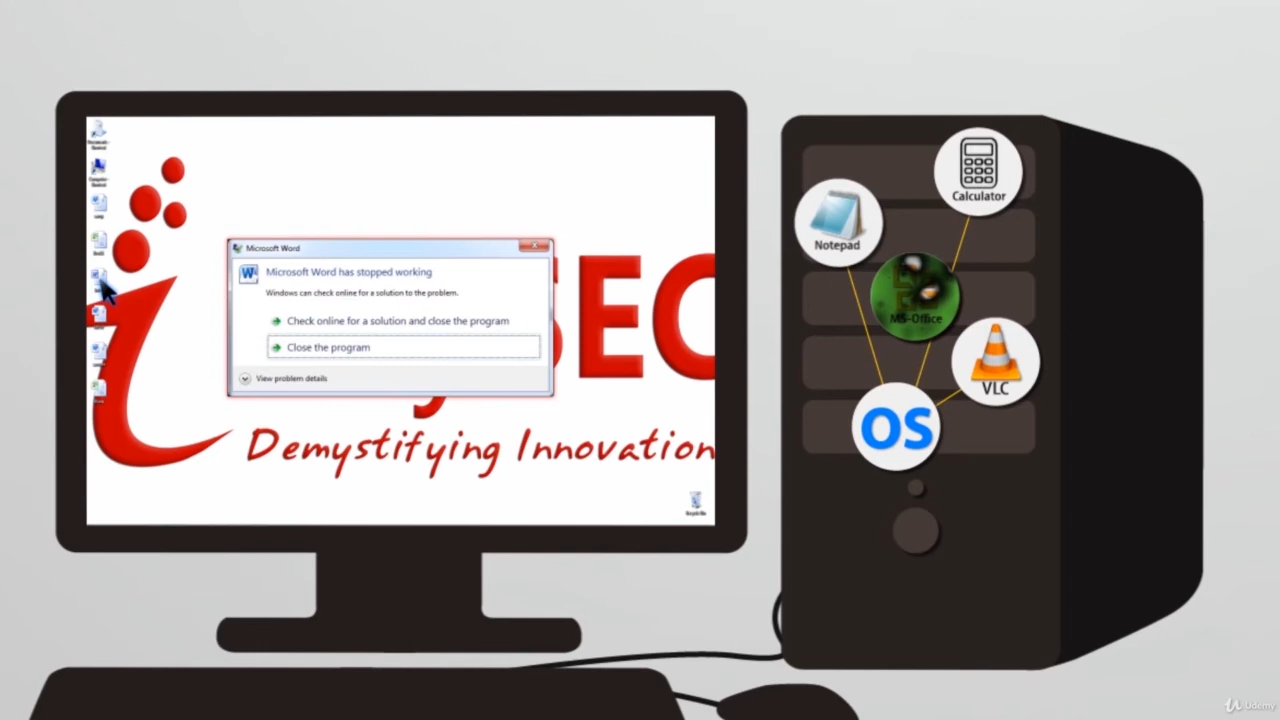 Microsoft Word
Microsoft Word has stopped working
Windows can check online for a solution to the problem.
Check online for a solution and close the program
Close the program
View problem details
SEC
Demystifying Innovation
Recycle Bin
Calculator
Notepad
MS-Office
VLC
OS
Udemy